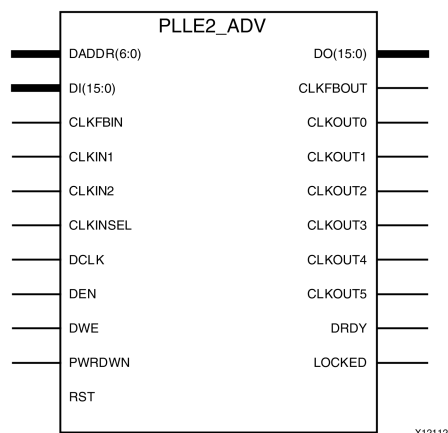 PLLE2_ADV
DADDR(6:0) DO(15:0)
DI(15:0) CLKFBOUT
CLKFBIN CLKOUT0
CLKIN1 CLKOUT1
CLKIN2 CLKOUT2
CLKINSEL CLKOUT3
DCLK CLKOUT4
DEN CLKOUT5
DWE DRDY
PWRDWN LOCKED
RST